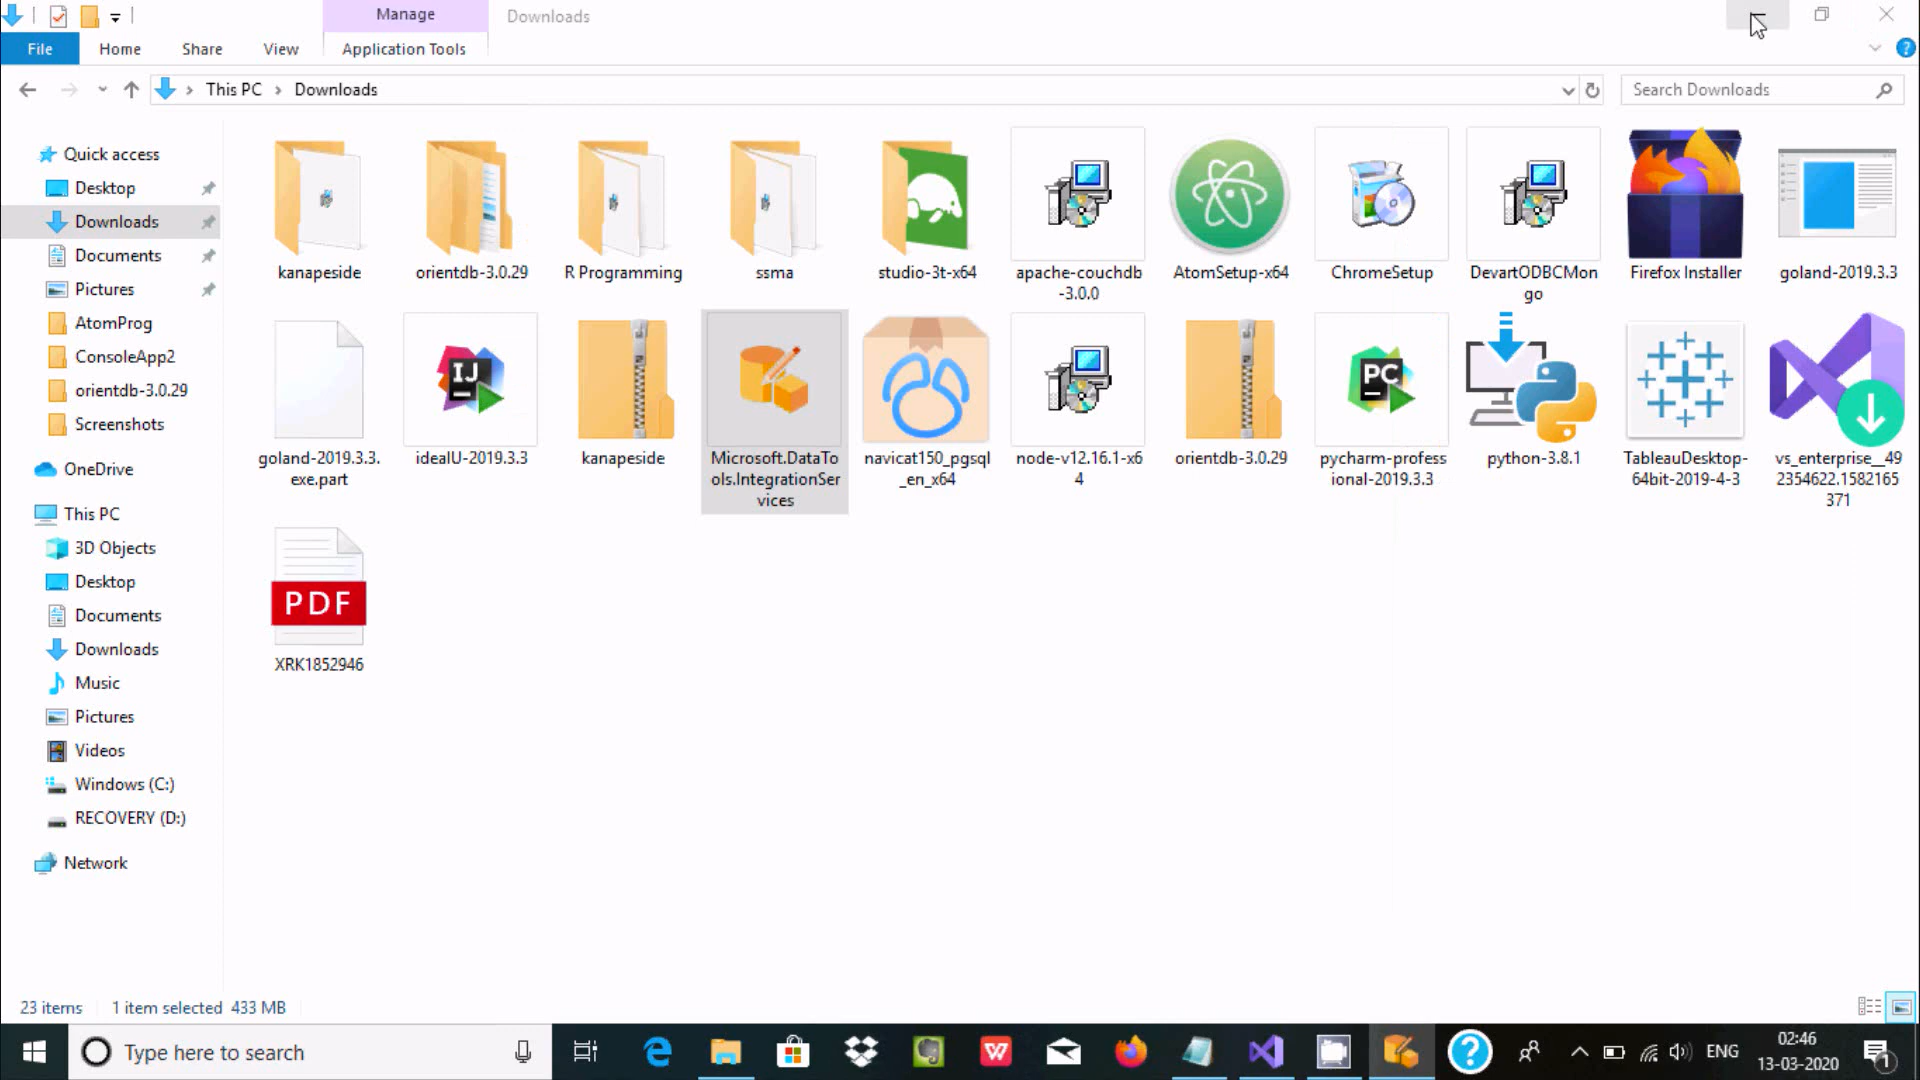 Manage
Downloads
File
Home
Share
View
Application Tools
This PC
Downloads
Search Downloads
Quick access
Desktop
Downloads
Documents
Pictures
AtomProg
ConsoleApp2
orientdb-3.0.29
Screenshots
OneDrive
This PC
3D Objects
Desktop
Documents
Downloads
Music
Pictures
Videos
Windows (C:)
RECOVERY (D:)
Network
kanapeside
orientdb-3.0.29
R Programming
ssma
studio-3t-x64
apache-couchdb
-3.0.0
AtomSetup-x64
ChromeSetup
DevartODBCMon
go
Firefox Installer
goland-2019.3.3
goland-2019.3.3.
exe.part
IJ
idealU-2019.3.3
kanapeside
Microsoft.DataTo
ols.IntegrationSer
vices
navicat150_pgsql
_en_x64
node-v12.16.1-x6
4
orientdb-3.0.29
PC
pycharm-profess
ional-2019.3.3
python-3.8.1
TableauDesktop-
64bit-2019-4-3
vs_enterprise__49
2354622.1582165
371
PDF
XRK1852946
23 items
1 item selected 433 MB
Type here to search
ENG
02:46
13-03-2020
1